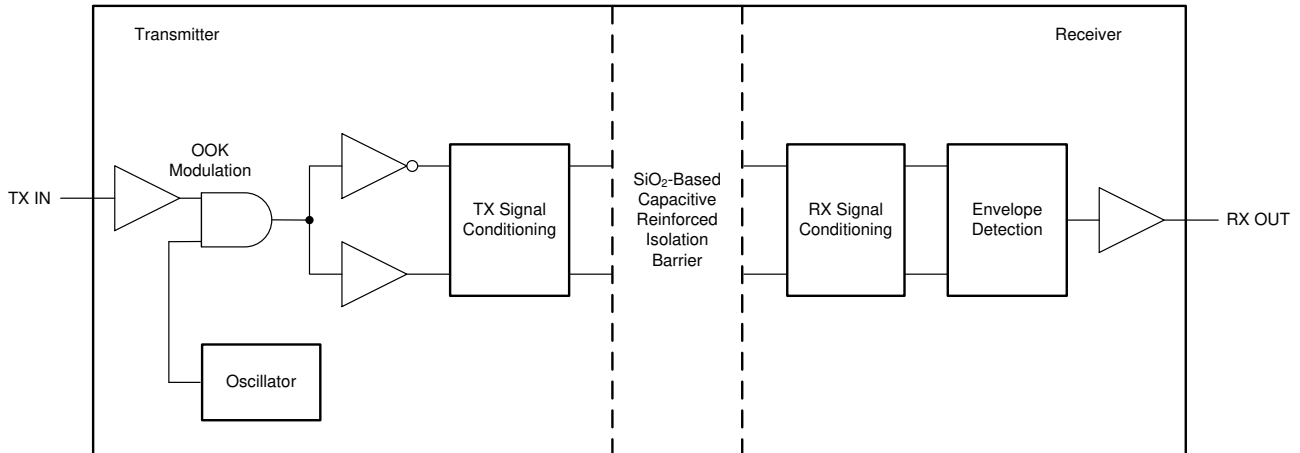 Transmitter
Receiver
OOK
Modulation
TX IN
TX Signal
Conditioning
SiO₂-Based
Capacitive
Reinforced
Isolation
Barrier
RX Signal
Conditioning
Envelope
Detection
RX OUT
Oscillator